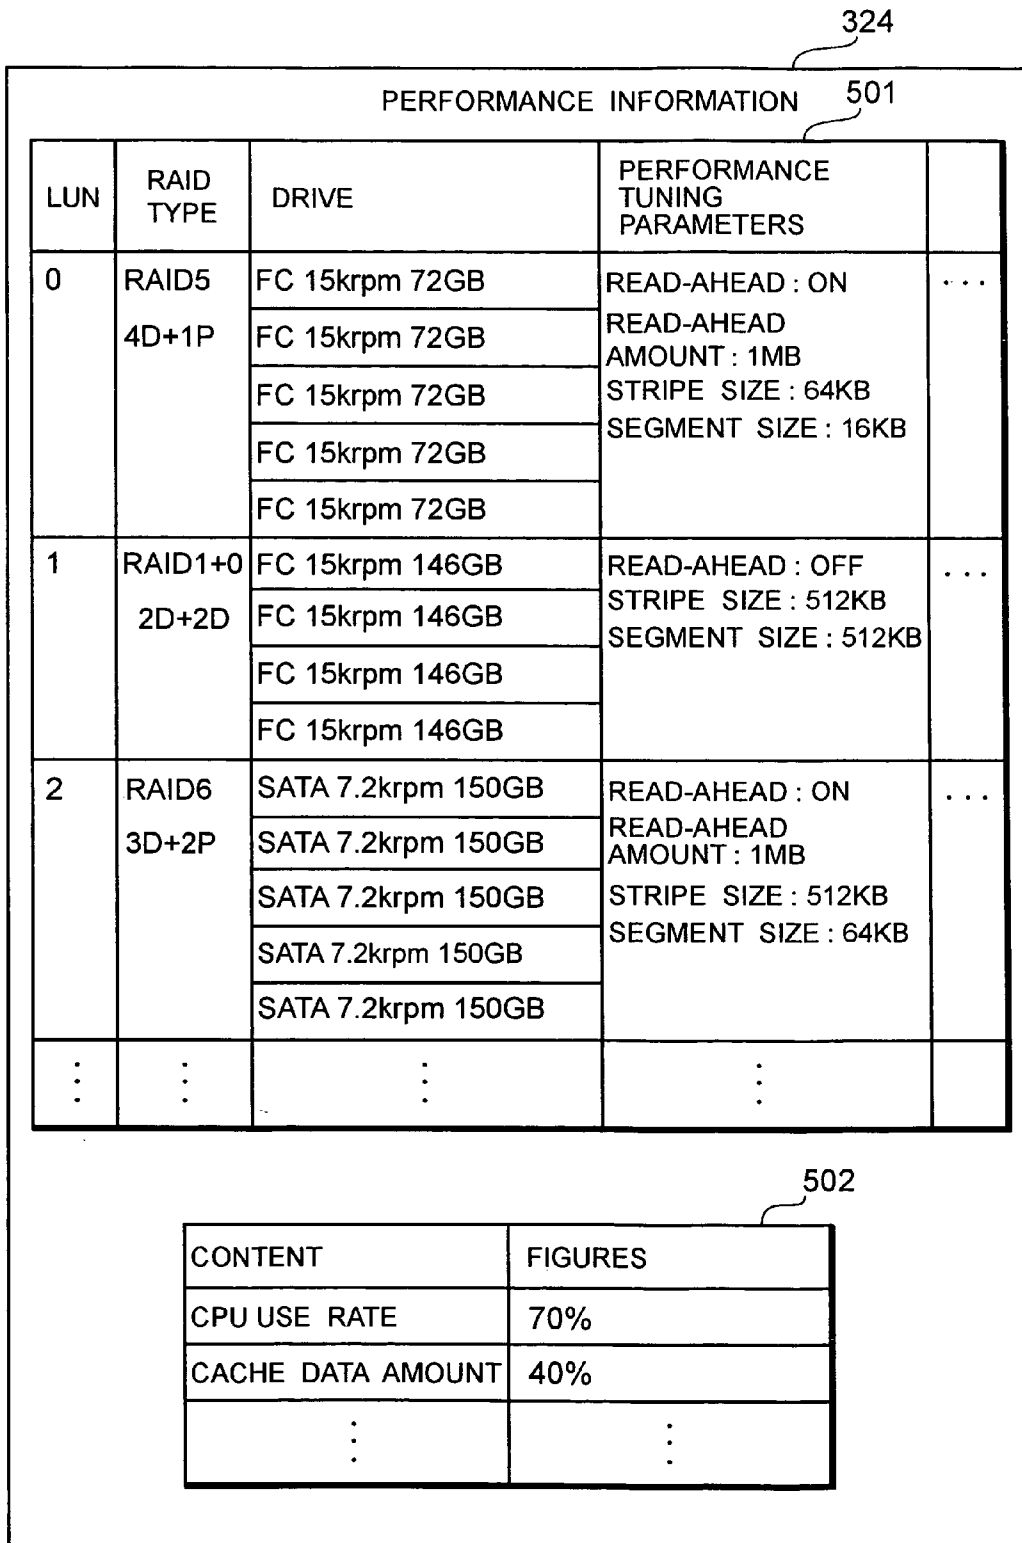 324
PERFORMANCE INFORMATION
501
LUN
RAID
TYPE
DRIVE
PERFORMANCE
TUNING
PARAMETERS
0
RAID5
4D+1P
FC 15krpm 72GB
FC 15krpm 72GB
FC 15krpm 72GB
FC 15krpm 72GB
FC 15krpm 72GB
READ-AHEAD : ON
READ-AHEAD
AMOUNT : 1MB
STRIPE SIZE : 64KB
SEGMENT SIZE : 16KB
. . .
1
RAID1+0
2D+2D
FC 15krpm 146GB
FC 15krpm 146GB
FC 15krpm 146GB
FC 15krpm 146GB
READ-AHEAD : OFF
STRIPE SIZE : 512KB
SEGMENT SIZE : 512KB
. . .
2
RAID6
3D+2P
SATA 7.2krpm 150GB
SATA 7.2krpm 150GB
SATA 7.2krpm 150GB
SATA 7.2krpm 150GB
SATA 7.2krpm 150GB
READ-AHEAD : ON
READ-AHEAD
AMOUNT : 1MB
STRIPE SIZE : 512KB
SEGMENT SIZE : 64KB
. . .
502
CONTENT
FIGURES
CPU USE RATE
70%
CACHE DATA AMOUNT
40%